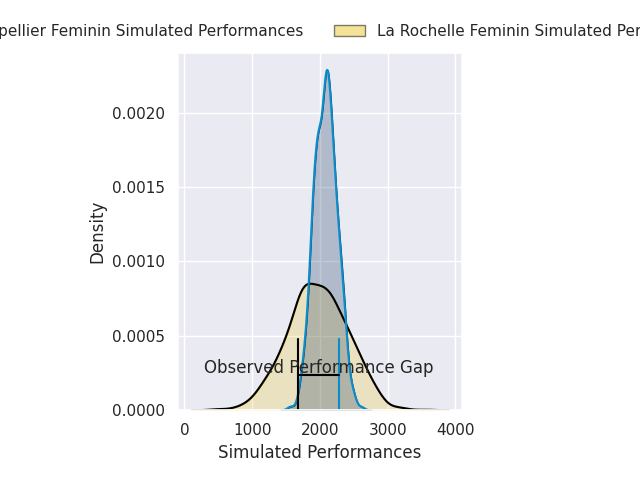 pellier Feminin Simulated Performances La Rochelle Feminin Simulated Per
0.0020
0.0015
0.0010
0.0005
0.0000
Density
Observed Performance Gap
0 1000 2000 3000 4000
Simulated Performances